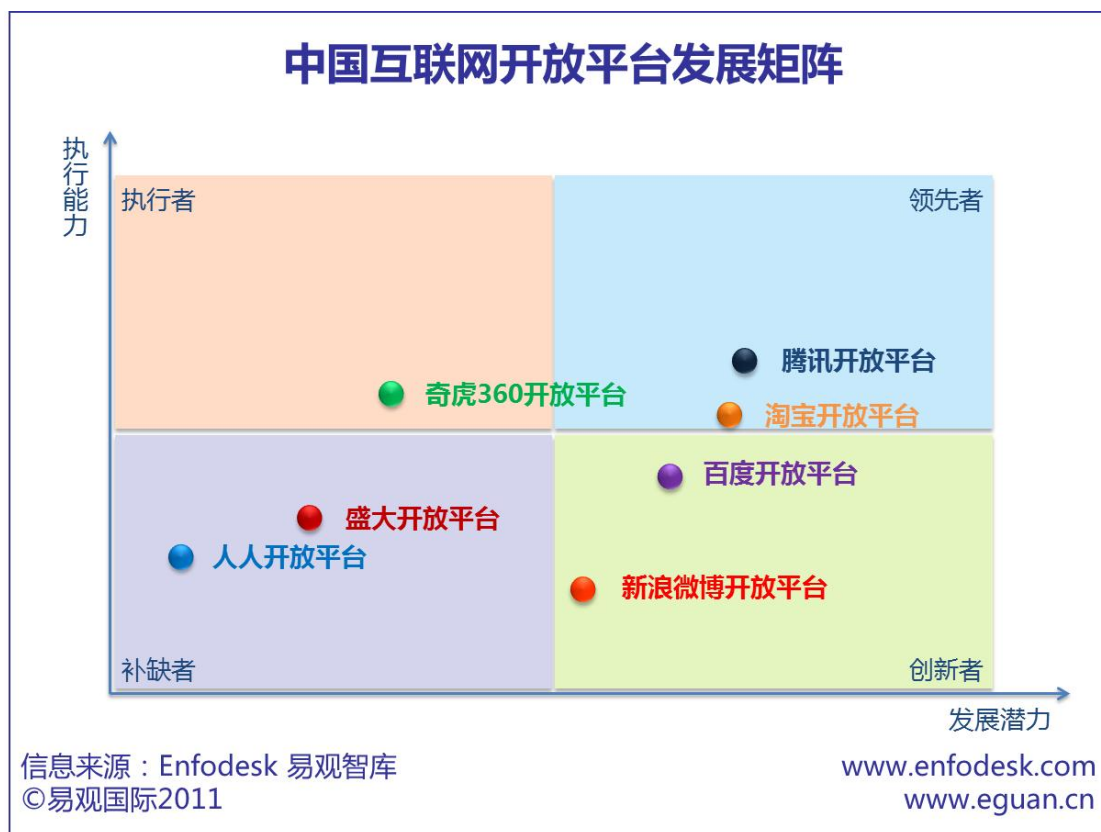 中国互联网开放平台发展矩阵
执行能力
执行者
领先者
腾讯开放平台
奇虎360开放平台
淘宝开放平台
百度开放平台
盛大开放平台
人人开放平台
新浪微博开放平台
补缺者
创新者
发展潜力
信息来源：Enfodesk 易观智库
www.enfodesk.com
©易观国际2011
www.eguan.cn